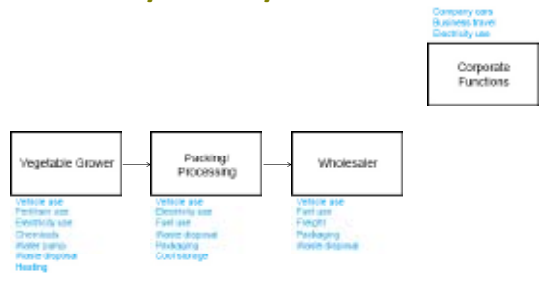 Company cars
Business travel
Electricity use
Corporate
Functions
Vegetable Grower
Packing/
Processing
Wholesaler
Vehicle use
Fertiliser use
Electricity use
Chemicals
Water pump
Waste disposal
Heating
Vehicle use
Electricity use
Fuel use
Waste disposal
Packaging
Cool storage
Vehicle use
Fuel use
Freight
Packaging
Waste disposal